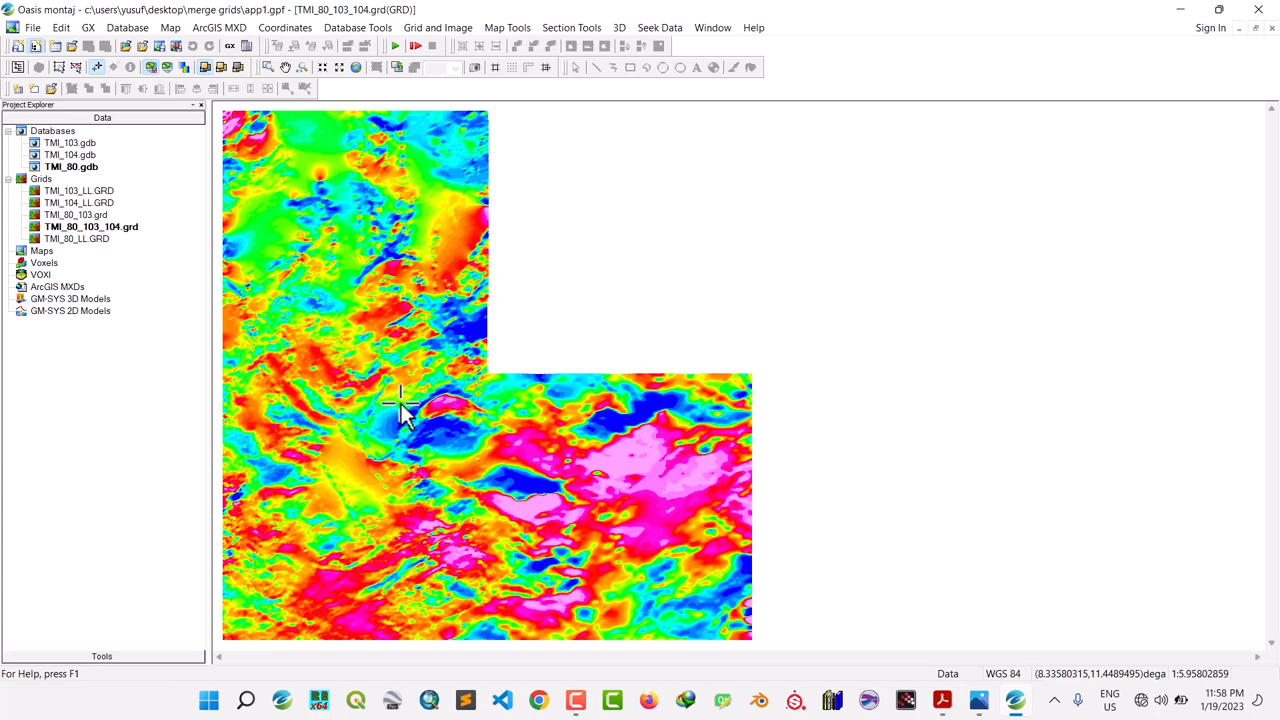 Oasis montaj - c:\users\yusuf\desktop\merge grids\app1.gpf - [TMI_80_103_104.grd(GRD)]
File Edit GX Database Map Coordinates ArcGIS MXD Database Tools Grid and Image Map Tools Section Tools 3D Seek Data Window Help Sign In
GX
Project Explorer
Data
Databases
TMI_103.gdb
TMI_104.gdb
TMI_80.gdb
Grids
TMI_103_LL.GRD
TMI_104_LL.GRD
TMI_80_103.grd
TMI_80_103_104.grd
TMI_80_LL.GRD
Maps
Voxels
VOXI
ArcGIS MXDs
GM-SYS 3D Models
GM-SYS 2D Models
Tools
For Help, press F1 Data WGS 84 (8.33580315,11.4489495)dega 1:5.95802859
x64
ENG
US
11:58 PM
1/19/2023